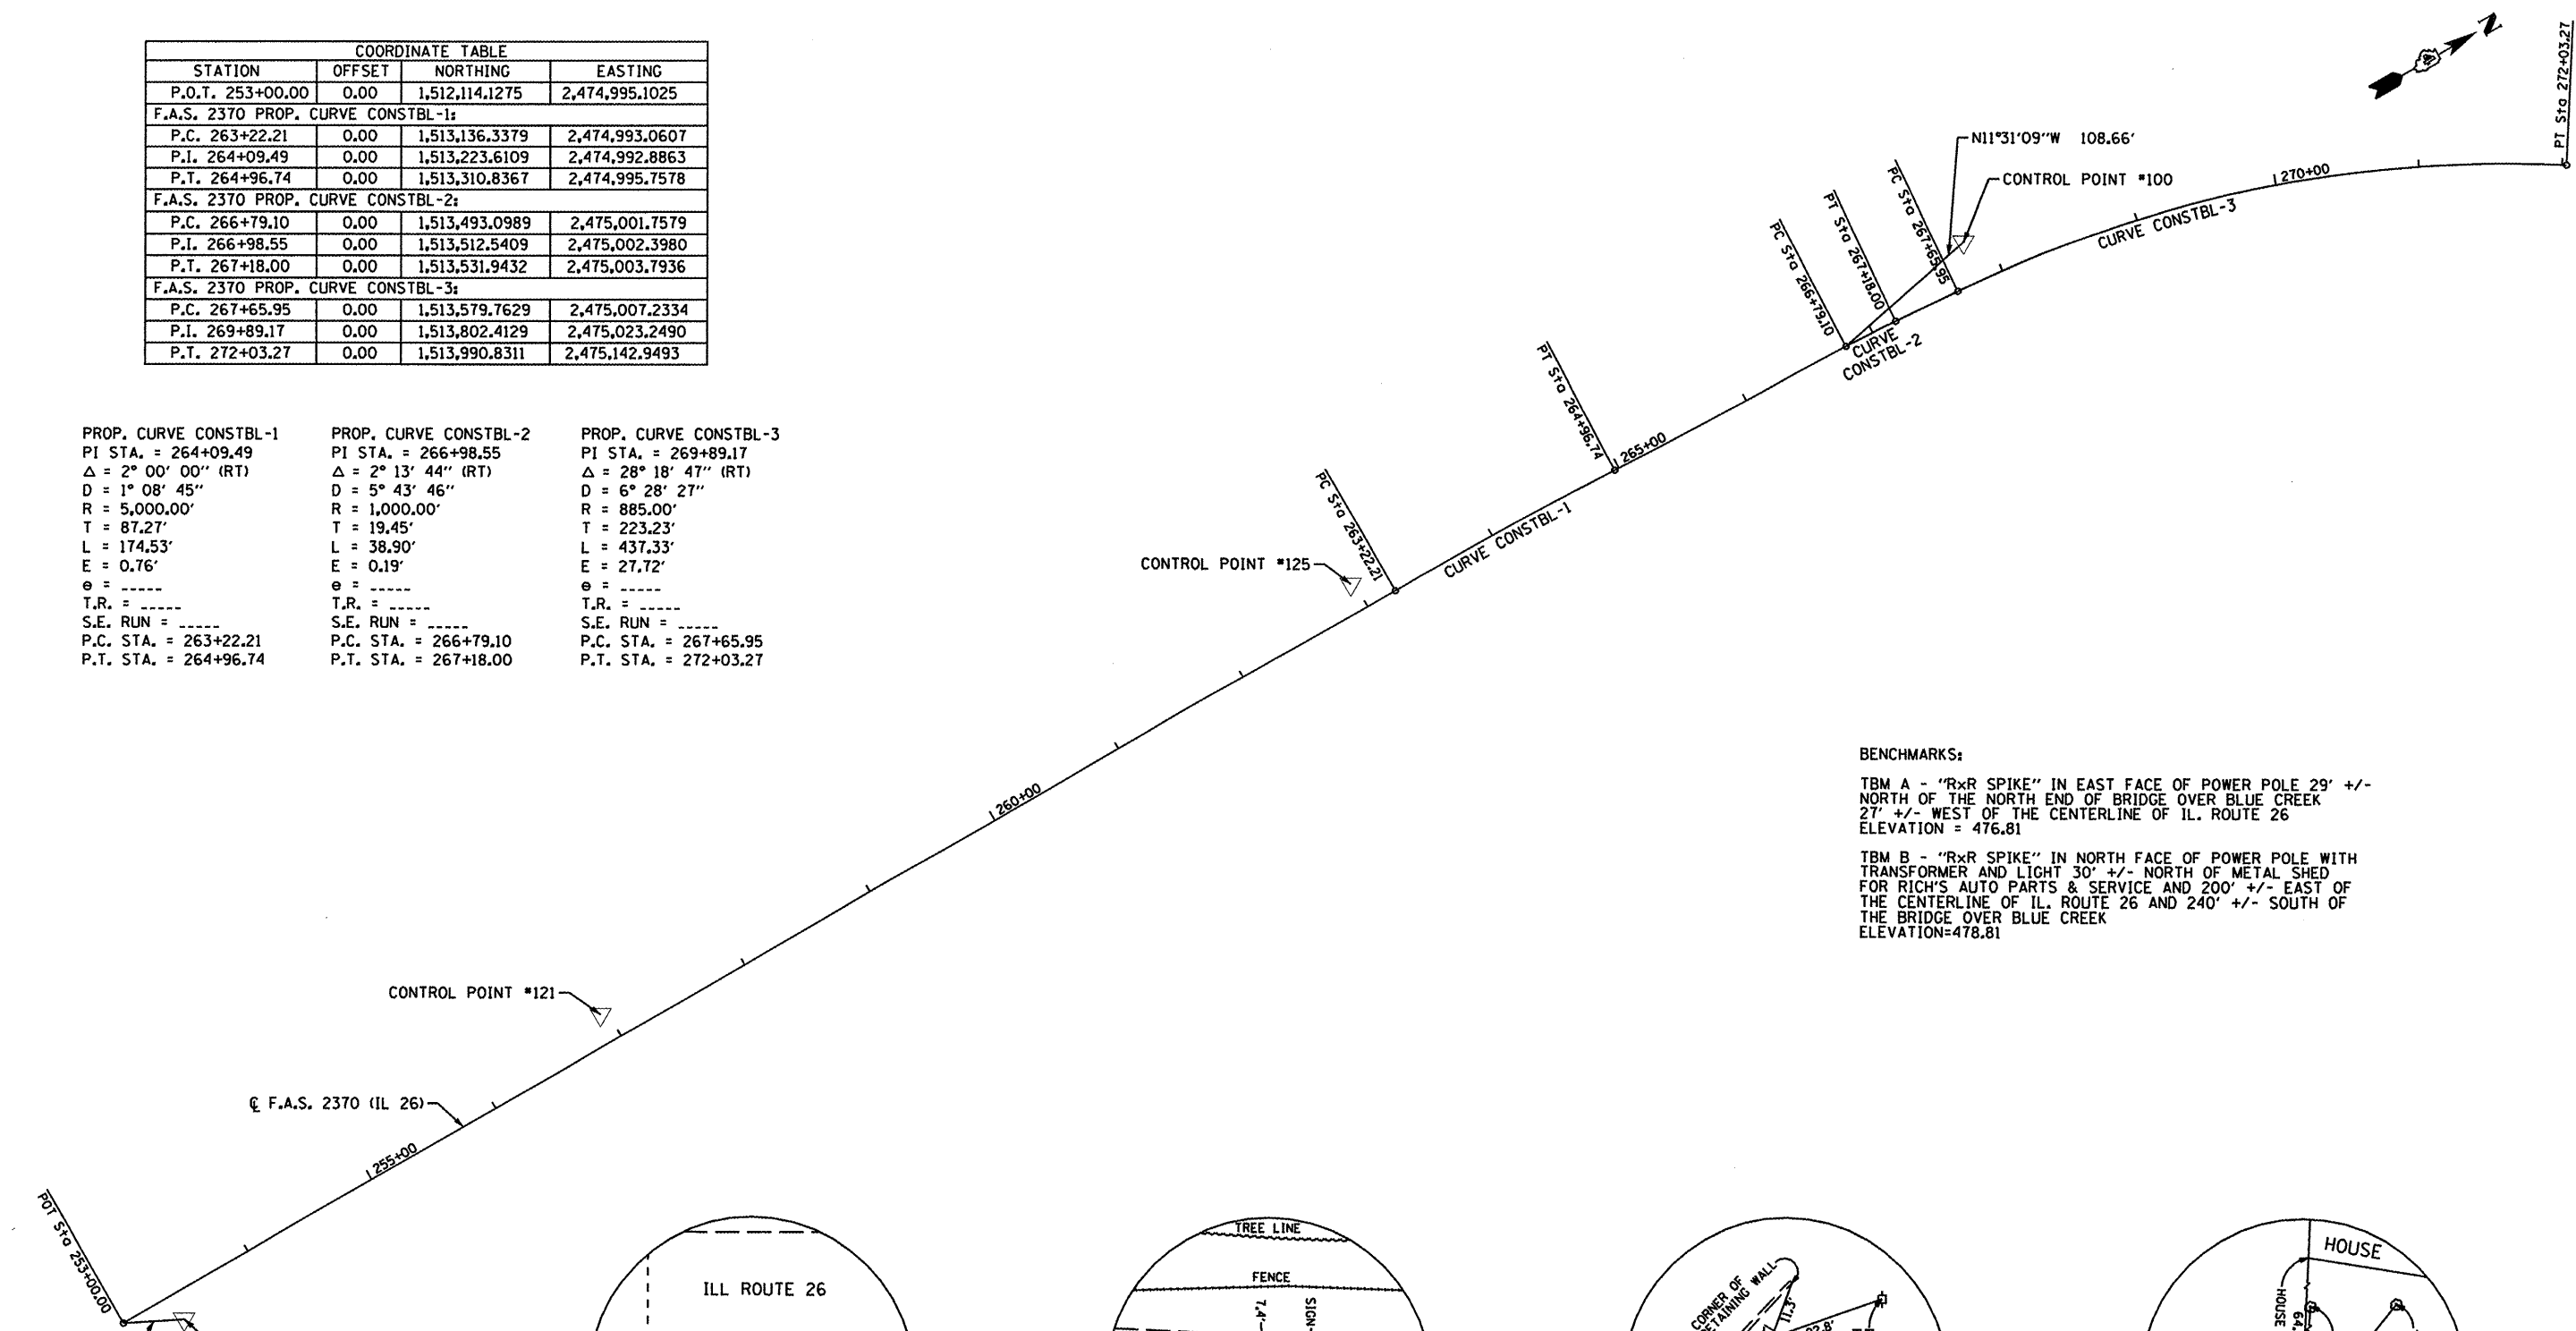 COORDINATE TABLE
STATION OFFSET NORTHING EASTING
P.O.T. 253+00.00 0.00 1,512,114.1275 2,474,995.1025
F.A.S. 2370 PROP. CURVE CONSTBL-1:
P.C. 263+22.21 0.00 1,513,136.3379 2,474,993.0607
P.I. 264+09.49 0.00 1,513,223.6109 2,474,992.8863
P.T. 264+96.74 0.00 1,513,310.8367 2,474,995.7578
F.A.S. 2370 PROP. CURVE CONSTBL-2:
P.C. 266+79.10 0.00 1,513,493.0989 2,475,001.7579
P.I. 266+98.55 0.00 1,513,512.5409 2,475,002.3980
P.T. 267+18.00 0.00 1,513,531.9432 2,475,003.7936
F.A.S. 2370 PROP. CURVE CONSTBL-3:
P.C. 267+65.95 0.00 1,513,579.7629 2,475,007.2334
P.I. 269+89.17 0.00 1,513,802.4129 2,475,023.2490
P.T. 272+03.27 0.00 1,513,990.8311 2,475,142.9493
PROP. CURVE CONSTBL-1
PI STA. = 264+09.49
Δ = 2° 00' 00" (RT)
D = 1° 08' 45"
R = 5,000.00'
T = 87.27'
L = 174.53'
E = 0.76'
e = -----
T.R. = -----
S.E. RUN = -----
P.C. STA. = 263+22.21
P.T. STA. = 264+96.74
PROP. CURVE CONSTBL-2
PI STA. = 266+98.55
Δ = 2° 13' 44" (RT)
D = 5° 43' 46"
R = 1,000.00'
T = 19.45'
L = 38.90'
E = 0.19'
e = -----
T.R. = -----
S.E. RUN = -----
P.C. STA. = 266+79.10
P.T. STA. = 267+18.00
PROP. CURVE CONSTBL-3
PI STA. = 269+89.17
Δ = 28° 18' 47" (RT)
D = 6° 28' 27"
R = 885.00'
T = 223.23'
L = 437.33'
E = 27.72'
e = -----
T.R. = -----
S.E. RUN = -----
P.C. STA. = 267+65.95
P.T. STA. = 272+03.27
N
PT Sta 272+03.27
N11°31'09"W 108.66'
CONTROL POINT #100
270+00
CURVE CONSTBL-3
PC Sta 267+65.95
PT Sta 267+18.00
PC Sta 266+79.10
CURVE
CONSTBL-2
PT Sta 264+96.74
265+00
PC Sta 263+22.21
CURVE CONSTBL-1
CONTROL POINT #125
260+00
CONTROL POINT #121
℄ F.A.S. 2370 (IL 26)
255+00
POT Sta 253+00.00
BENCHMARKS:
TBM A - "RxR SPIKE" IN EAST FACE OF POWER POLE 29' +/-
NORTH OF THE NORTH END OF BRIDGE OVER BLUE CREEK
27' +/- WEST OF THE CENTERLINE OF IL. ROUTE 26
ELEVATION = 476.81
TBM B - "RxR SPIKE" IN NORTH FACE OF POWER POLE WITH
TRANSFORMER AND LIGHT 30' +/- NORTH OF METAL SHED
FOR RICH'S AUTO PARTS & SERVICE AND 200' +/- EAST OF
THE CENTERLINE OF IL. ROUTE 26 AND 240' +/- SOUTH OF
THE BRIDGE OVER BLUE CREEK
ELEVATION=478.81
ILL ROUTE 26
TREE LINE
FENCE
7.4'
SIGN
CORNER OF
RETAINING WALL
11.3'
HOUSE
HOUSE